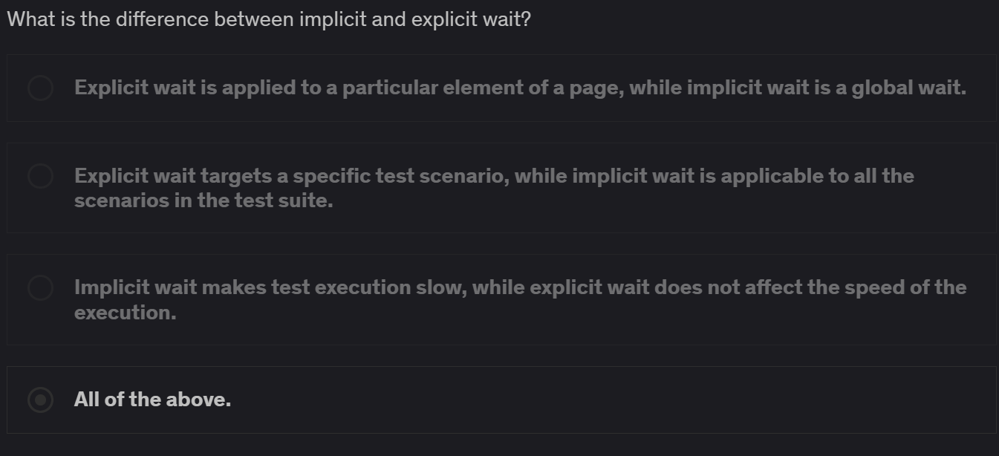 What is the difference between implicit and explicit wait?
Explicit wait is applied to a particular element of a page, while implicit wait is a global wait.
Explicit wait targets a specific test scenario, while implicit wait is applicable to all the
scenarios in the test suite.
Implicit wait makes test execution slow, while explicit wait does not affect the speed of the
execution.
All of the above.